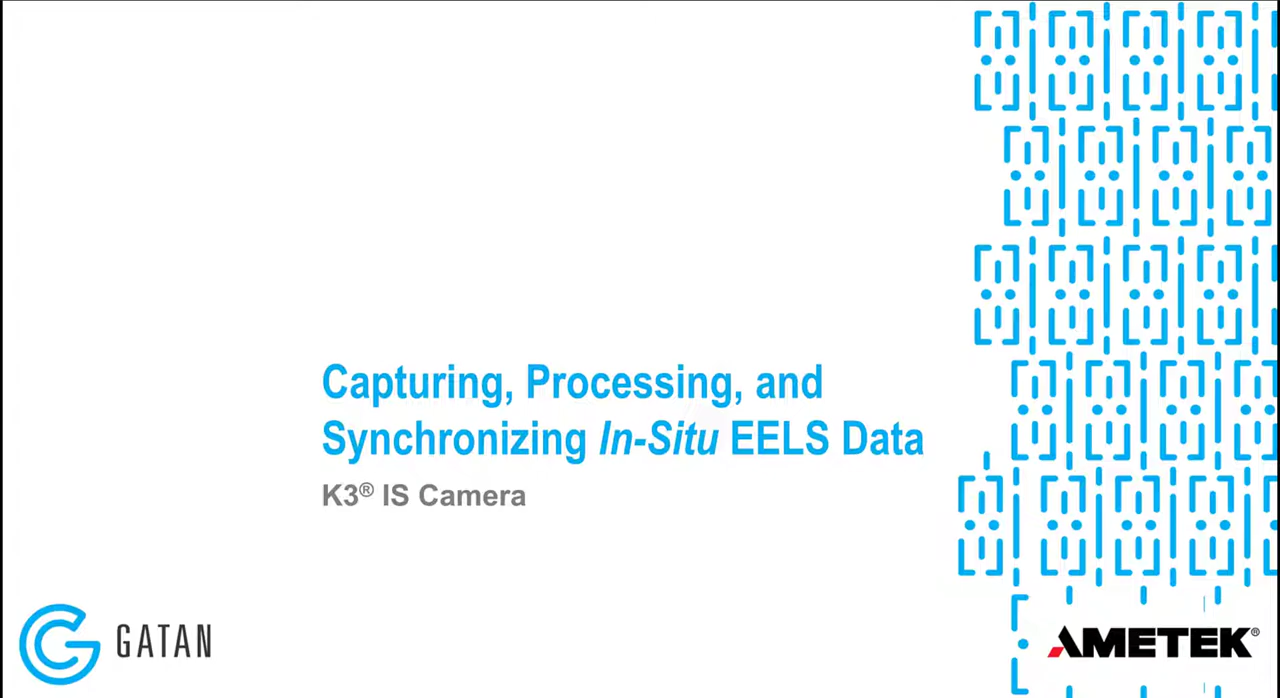 Capturing, Processing, and
Synchronizing In-Situ EELS Data
K3® IS Camera
GATAN
AMETEK®